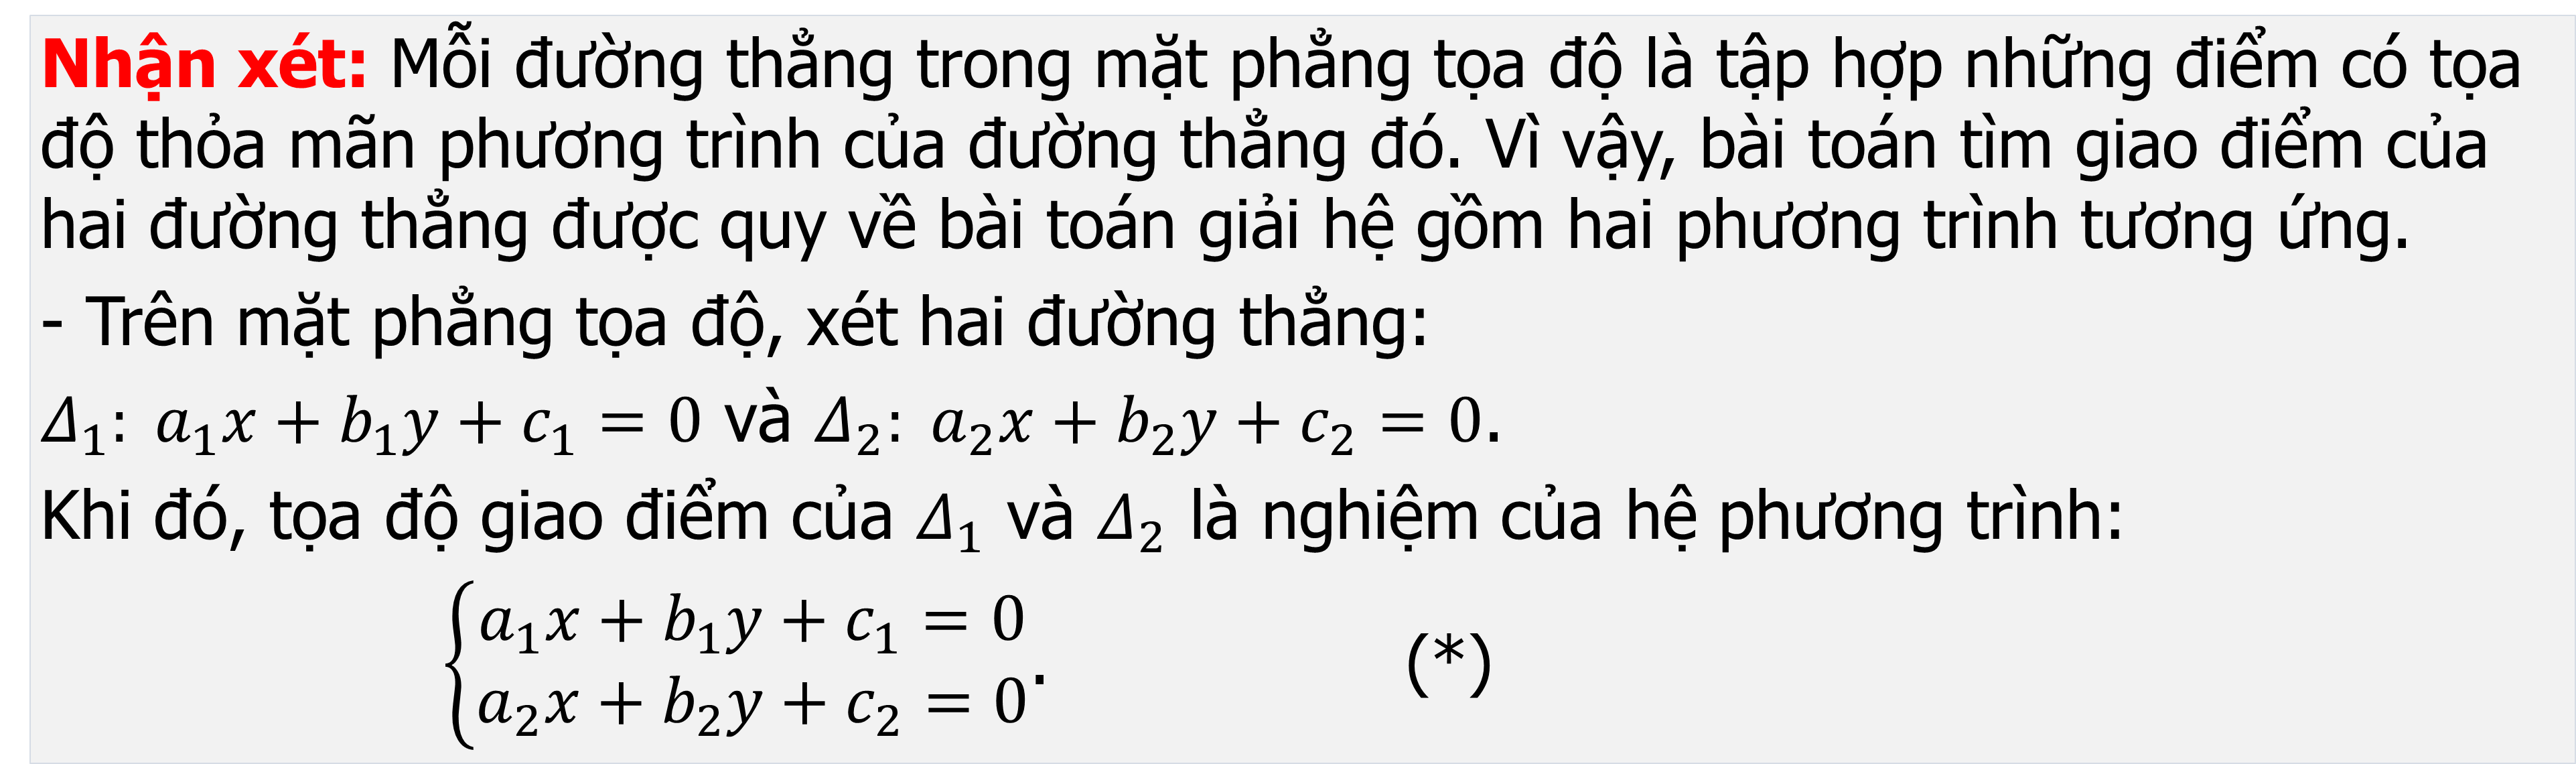 Nhận xét: Mỗi đường thẳng trong mặt phẳng tọa độ là tập hợp những điểm có tọa
độ thỏa mãn phương trình của đường thẳng đó. Vì vậy, bài toán tìm giao điểm của
hai đường thẳng được quy về bài toán giải hệ gồm hai phương trình tương ứng.
- Trên mặt phẳng tọa độ, xét hai đường thẳng:
Δ₁: a₁x + b₁y + c₁ = 0 và Δ₂: a₂x + b₂y + c₂ = 0.
Khi đó, tọa độ giao điểm của Δ₁ và Δ₂ là nghiệm của hệ phương trình:
{a₁x + b₁y + c₁ = 0
a₂x + b₂y + c₂ = 0. (*)